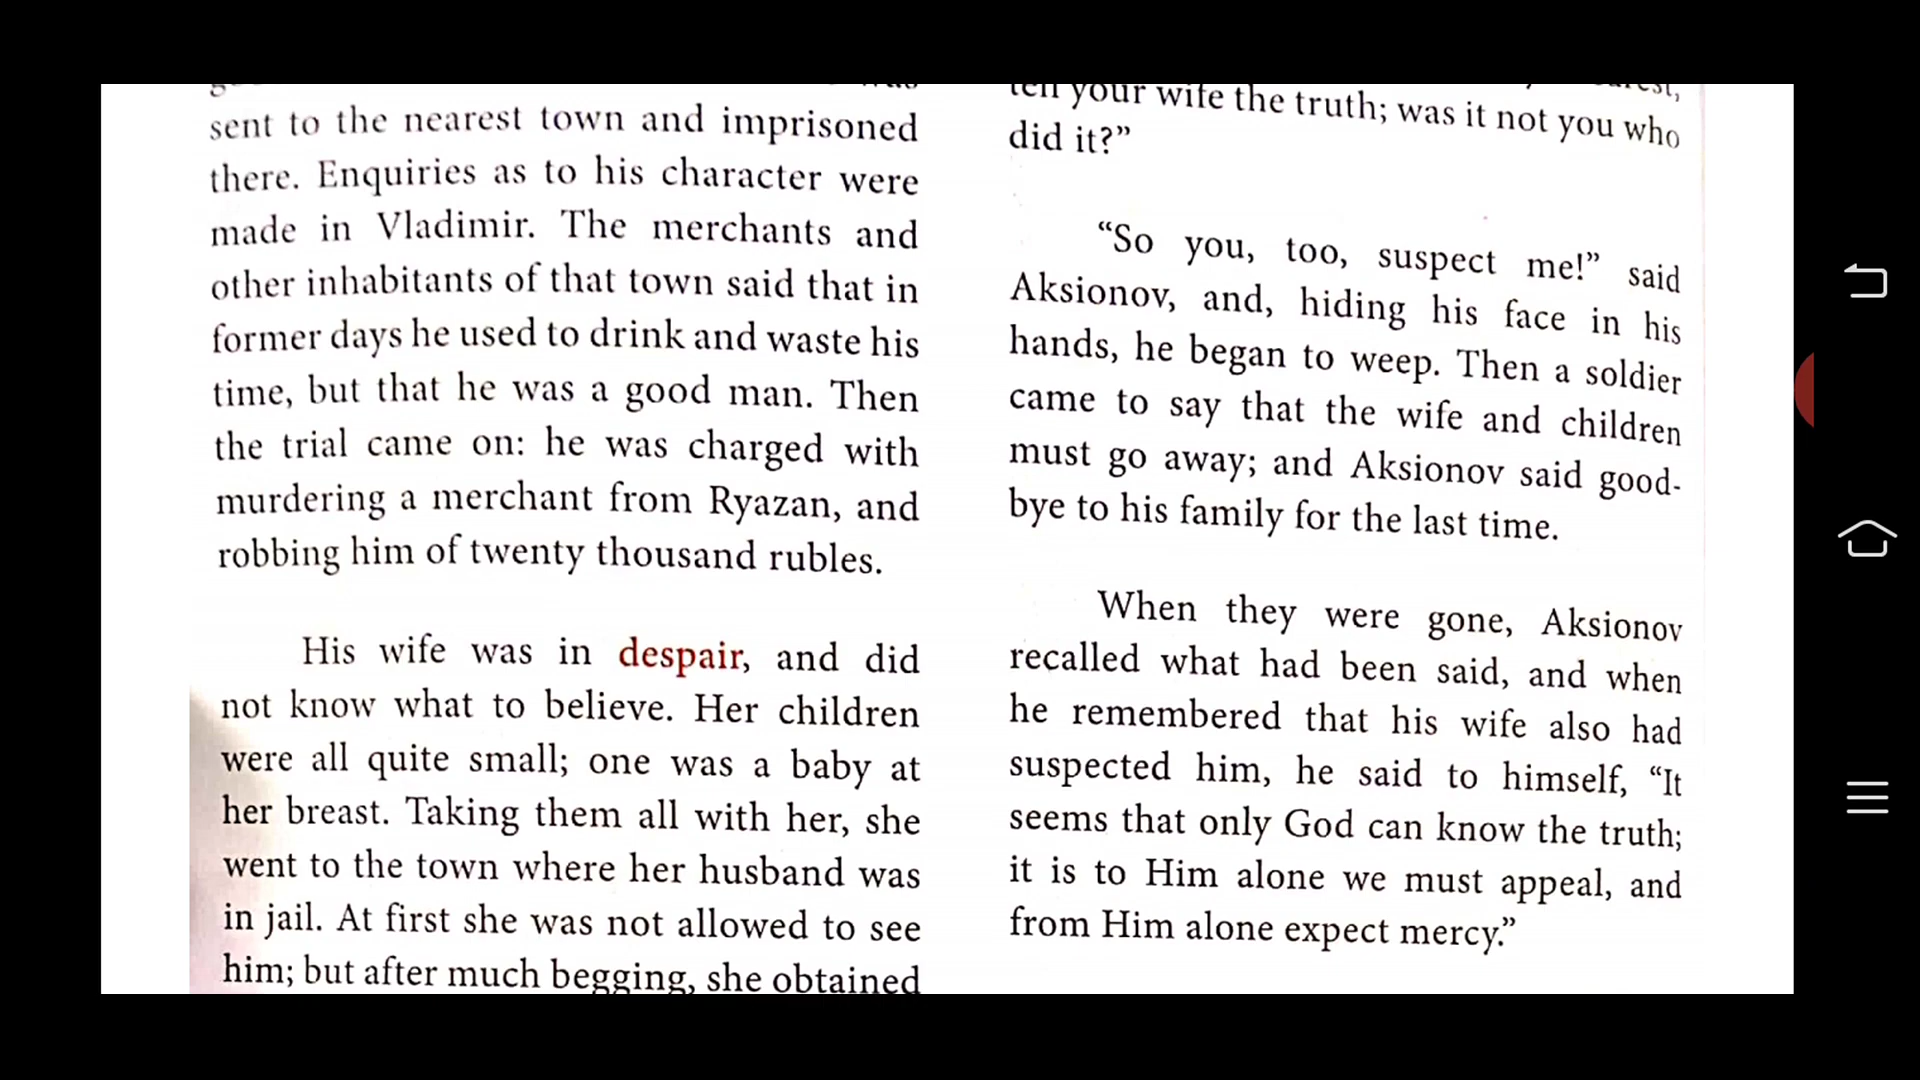 sent to the nearest town and imprisoned
there. Enquiries as to his character were
made in Vladimir. The merchants and
other inhabitants of that town said that in
former days he used to drink and waste his
time, but that he was a good man. Then
the trial came on: he was charged with
murdering a merchant from Ryazan, and
robbing him of twenty thousand rubles.
His wife was in despair, and did
not know what to believe. Her children
were all quite small; one was a baby at
her breast. Taking them all with her, she
went to the town where her husband was
in jail. At first she was not allowed to see
him; but after much begging, she obtained
tell your wife the truth; was it not you who
did it?”
“So you, too, suspect me!” said
Aksionov, and, hiding his face in his
hands, he began to weep. Then a soldier
came to say that the wife and children
must go away; and Aksionov said good-
bye to his family for the last time.
When they were gone, Aksionov
recalled what had been said, and when
he remembered that his wife also had
suspected him, he said to himself, “It
seems that only God can know the truth;
it is to Him alone we must appeal, and
from Him alone expect mercy.”